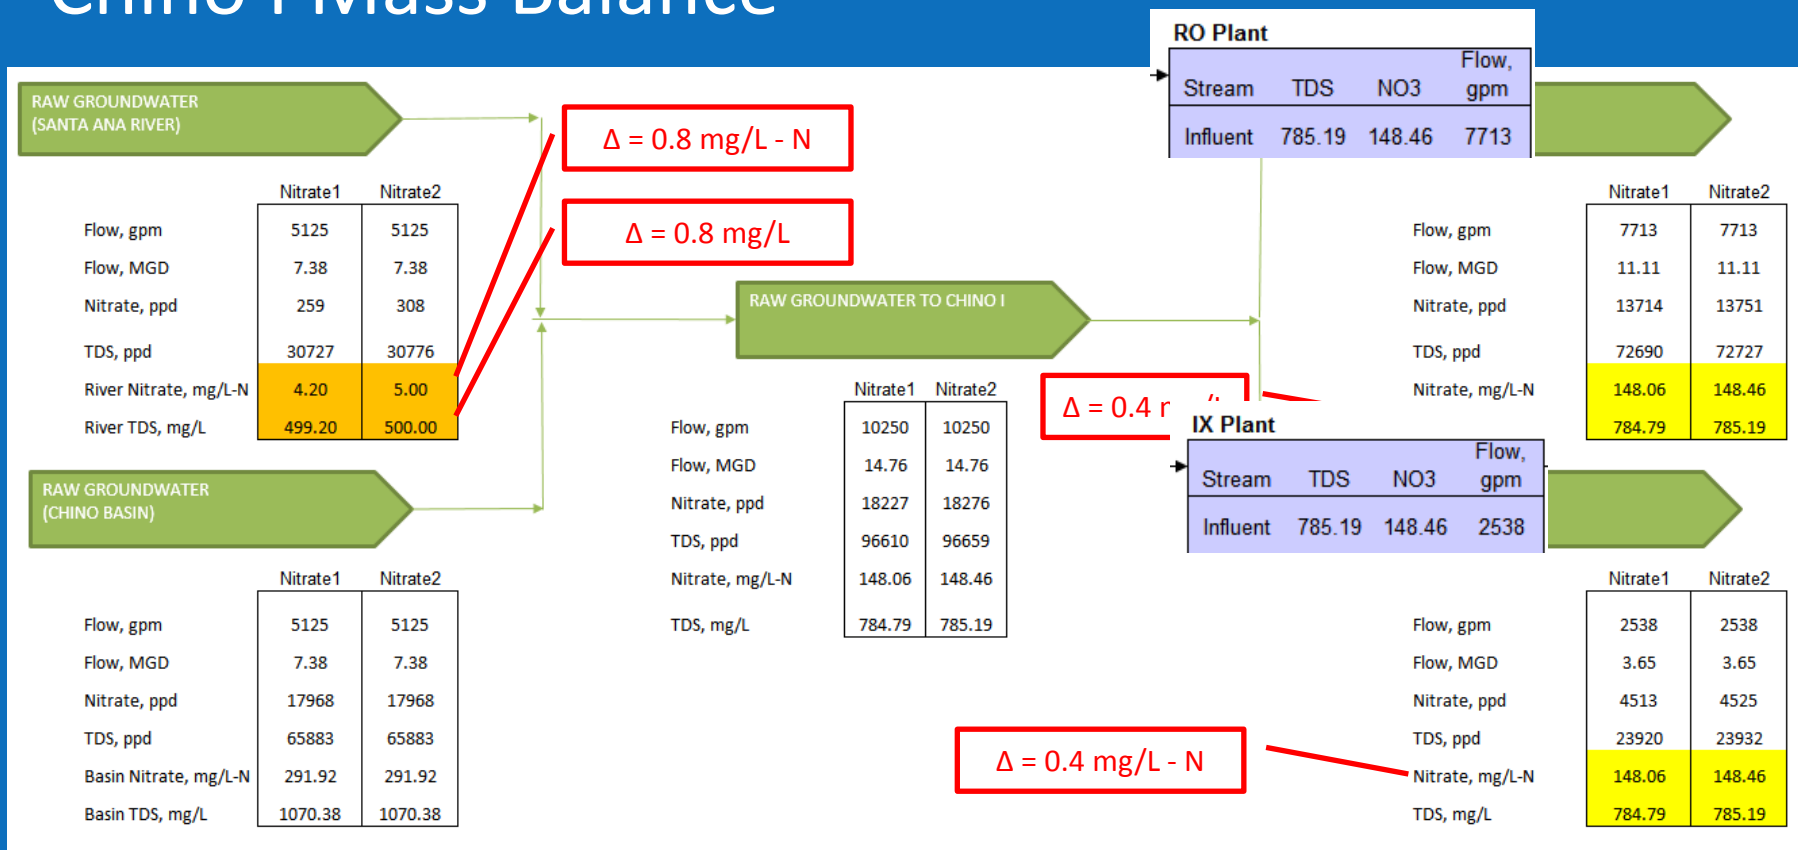 Chino I Mass Balance
RO Plant
Stream TDS NO3 Flow, gpm
Influent 785.19 148.46 7713
RAW GROUNDWATER
(SANTA ANA RIVER)
Δ = 0.8 mg/L - N
Nitrate1 Nitrate2
Flow, gpm 5125 5125
Flow, MGD 7.38 7.38
Nitrate, ppd 259 308
TDS, ppd 30727 30776
River Nitrate, mg/L-N 4.20 5.00
River TDS, mg/L 499.20 500.00
Δ = 0.8 mg/L
RAW GROUNDWATER TO CHINO I
Nitrate1 Nitrate2
Flow, gpm 10250 10250
Flow, MGD 14.76 14.76
Nitrate, ppd 18227 18276
TDS, ppd 96610 96659
Nitrate, mg/L-N 148.06 148.46
TDS, mg/L 784.79 785.19
Nitrate1 Nitrate2
Flow, gpm 7713 7713
Flow, MGD 11.11 11.11
Nitrate, ppd 13714 13751
TDS, ppd 72690 72727
Nitrate, mg/L-N 148.06 148.46
784.79 785.19
Δ = 0.4
IX Plant
Stream TDS NO3 Flow, gpm
Influent 785.19 148.46 2538
RAW GROUNDWATER
(CHINO BASIN)
Nitrate1 Nitrate2
Flow, gpm 5125 5125
Flow, MGD 7.38 7.38
Nitrate, ppd 17968 17968
TDS, ppd 65883 65883
Basin Nitrate, mg/L-N 291.92 291.92
Basin TDS, mg/L 1070.38 1070.38
Δ = 0.4 mg/L - N
Nitrate1 Nitrate2
Flow, gpm 2538 2538
Flow, MGD 3.65 3.65
Nitrate, ppd 4513 4525
TDS, ppd 23920 23932
Nitrate, mg/L-N 148.06 148.46
TDS, mg/L 784.79 785.19